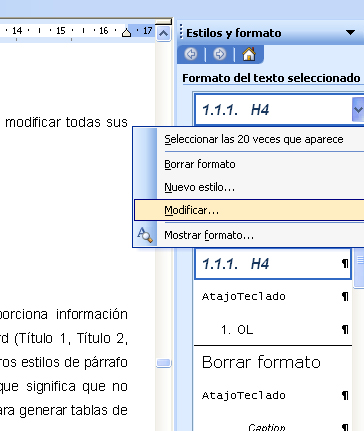 14 · 15 · 16 · 17
Estilos y formato
Formato del texto seleccionado
1.1.1. H4
modificar todas sus
Seleccionar las 20 veces que aparece
Borrar formato
Nuevo estilo...
Modificar...
Mostrar formato...
1.1.1. H4 ¶
AtajoTeclado ¶
1. OL ¶
Borrar formato
AtajoTeclado ¶
Caption ¶
porciona información
rd (Título 1, Título 2,
ros estilos de párrafo
que significa que no
ara generar tablas de